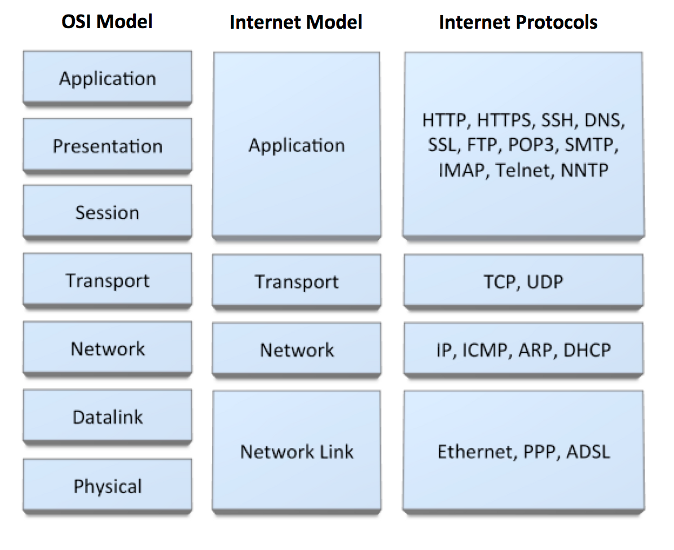 OSI Model
Internet Model
Internet Protocols
Application
Presentation
Session
Transport
Network
Datalink
Physical
Application
Transport
Network
Network Link
HTTP, HTTPS, SSH, DNS,
SSL, FTP, POP3, SMTP,
IMAP, Telnet, NNTP
TCP, UDP
IP, ICMP, ARP, DHCP
Ethernet, PPP, ADSL